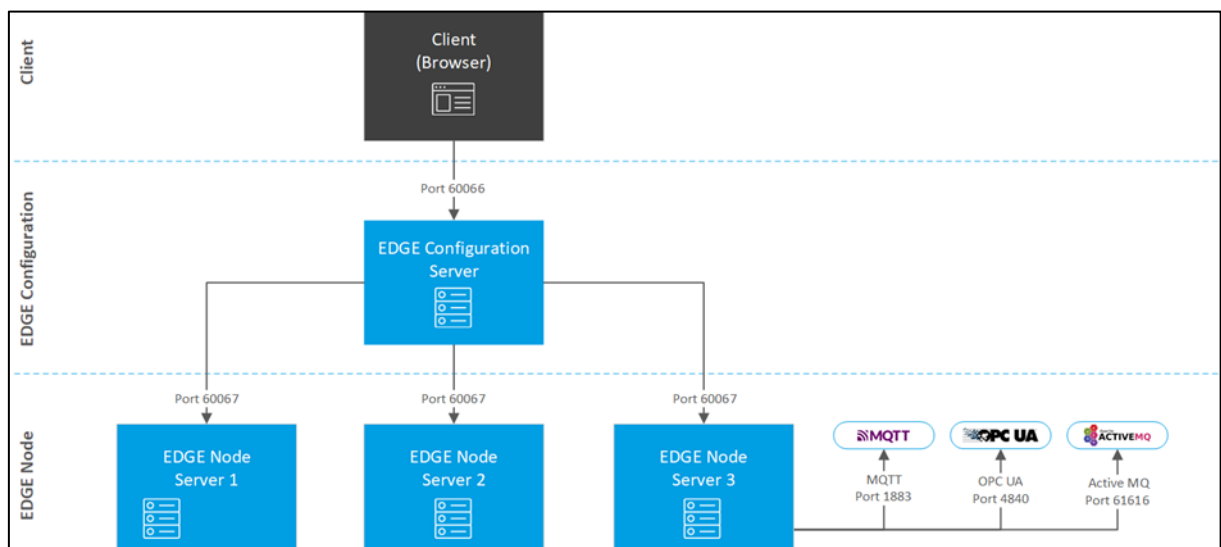 Client
Client
(Browser)
Port 60066
EDGE Configuration
EDGE Configuration
Server
Port 60067
Port 60067
Port 60067
EDGE Node
EDGE Node
Server 1
EDGE Node
Server 2
EDGE Node
Server 3
MQTT
OPC UA
ACTIVEMQ
MQTT
Port 1883
OPC UA
Port 4840
Active MQ
Port 61616